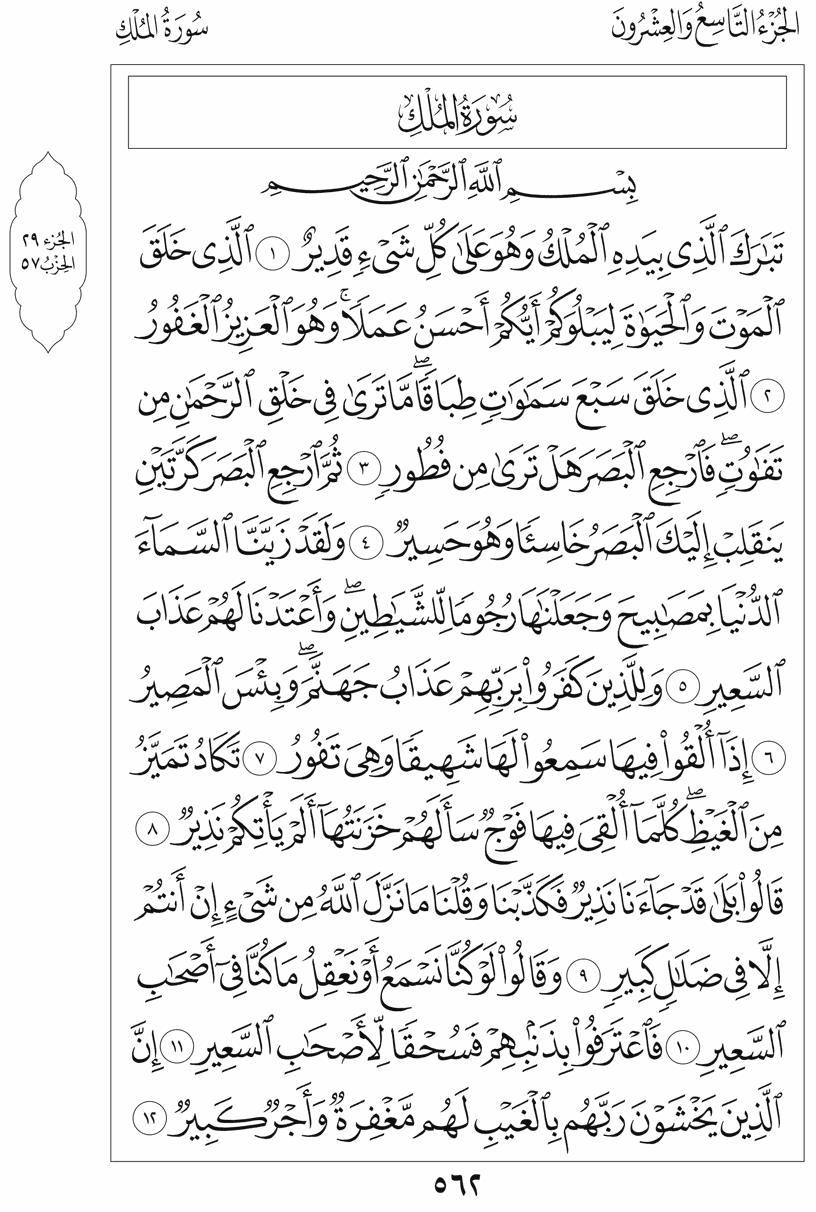 الجُزْءُ التَّاسِعُ وَالعِشْرُونَ
سُورَةُ المُلْكِ
سُورَةُ المُلْكِ
الجُزء ٢٩
الحِزْبُ ٥٧
بِسْمِ ٱللَّهِ ٱلرَّحْمَٰنِ ٱلرَّحِيمِ
تَبَٰرَكَ ٱلَّذِى بِيَدِهِ ٱلْمُلْكُ وَهُوَ عَلَىٰ كُلِّ شَىْءٍ قَدِيرٌ ١ ٱلَّذِى خَلَقَ
ٱلْمَوْتَ وَٱلْحَيَوٰةَ لِيَبْلُوَكُمْ أَيُّكُمْ أَحْسَنُ عَمَلًا ۚ وَهُوَ ٱلْعَزِيزُ ٱلْغَفُورُ
٢ ٱلَّذِى خَلَقَ سَبْعَ سَمَٰوَٰتٍ طِبَاقًا ۖ مَّا تَرَىٰ فِى خَلْقِ ٱلرَّحْمَٰنِ مِن
تَفَٰوُتٍ ۖ فَٱرْجِعِ ٱلْبَصَرَ هَلْ تَرَىٰ مِن فُطُورٍ ٣ ثُمَّ ٱرْجِعِ ٱلْبَصَرَ كَرَّتَيْنِ
يَنقَلِبْ إِلَيْكَ ٱلْبَصَرُ خَاسِئًا وَهُوَ حَسِيرٌ ٤ وَلَقَدْ زَيَّنَّا ٱلسَّمَآءَ
ٱلدُّنْيَا بِمَصَٰبِيحَ وَجَعَلْنَٰهَا رُجُومًا لِّلشَّيَٰطِينِ ۖ وَأَعْتَدْنَا لَهُمْ عَذَابَ
ٱلسَّعِيرِ ٥ وَلِلَّذِينَ كَفَرُوا۟ بِرَبِّهِمْ عَذَابُ جَهَنَّمَ ۖ وَبِئْسَ ٱلْمَصِيرُ
٦ إِذَآ أُلْقُوا۟ فِيهَا سَمِعُوا۟ لَهَا شَهِيقًا وَهِىَ تَفُورُ ٧ تَكَادُ تَمَيَّزُ
مِنَ ٱلْغَيْظِ ۖ كُلَّمَآ أُلْقِىَ فِيهَا فَوْجٌ سَأَلَهُمْ خَزَنَتُهَآ أَلَمْ يَأْتِكُمْ نَذِيرٌ ٨
قَالُوا۟ بَلَىٰ قَدْ جَآءَنَا نَذِيرٌ فَكَذَّبْنَا وَقُلْنَا مَا نَزَّلَ ٱللَّهُ مِن شَىْءٍ إِنْ أَنتُمْ
إِلَّا فِى ضَلَٰلٍ كَبِيرٍ ٩ وَقَالُوا۟ لَوْ كُنَّا نَسْمَعُ أَوْ نَعْقِلُ مَا كُنَّا فِىٓ أَصْحَٰبِ
ٱلسَّعِيرِ ١٠ فَٱعْتَرَفُوا۟ بِذَنۢبِهِمْ فَسُحْقًا لِّأَصْحَٰبِ ٱلسَّعِيرِ ١١ إِنَّ
ٱلَّذِينَ يَخْشَوْنَ رَبَّهُم بِٱلْغَيْبِ لَهُم مَّغْفِرَةٌ وَأَجْرٌ كَبِيرٌ ١٢
٥٦٢